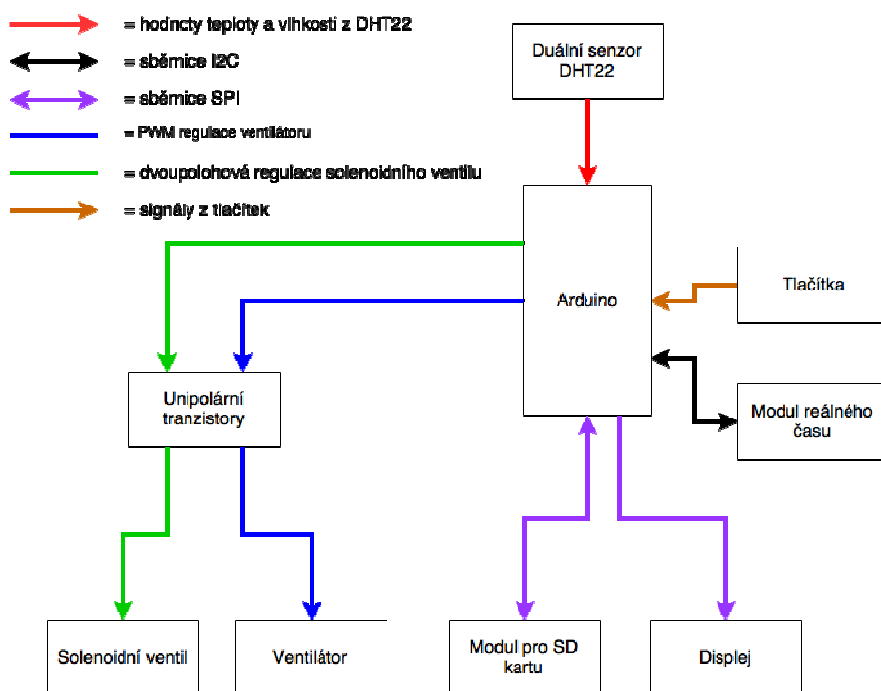 = hodncty teploty a vlhkosti z DHT22
= sběrnice I2C
= sběrnice SPI
= PWM regulace ventilátoru
= dvoupolohová regulace solenoidního ventilu
= signály z tlačítek
Duální senzor
DHT22
Arduino
Tlačítka
Modul reálného
času
Unipolární
tranzistory
Solenoidní ventil
Ventilátor
Modul pro SD
kartu
Displej